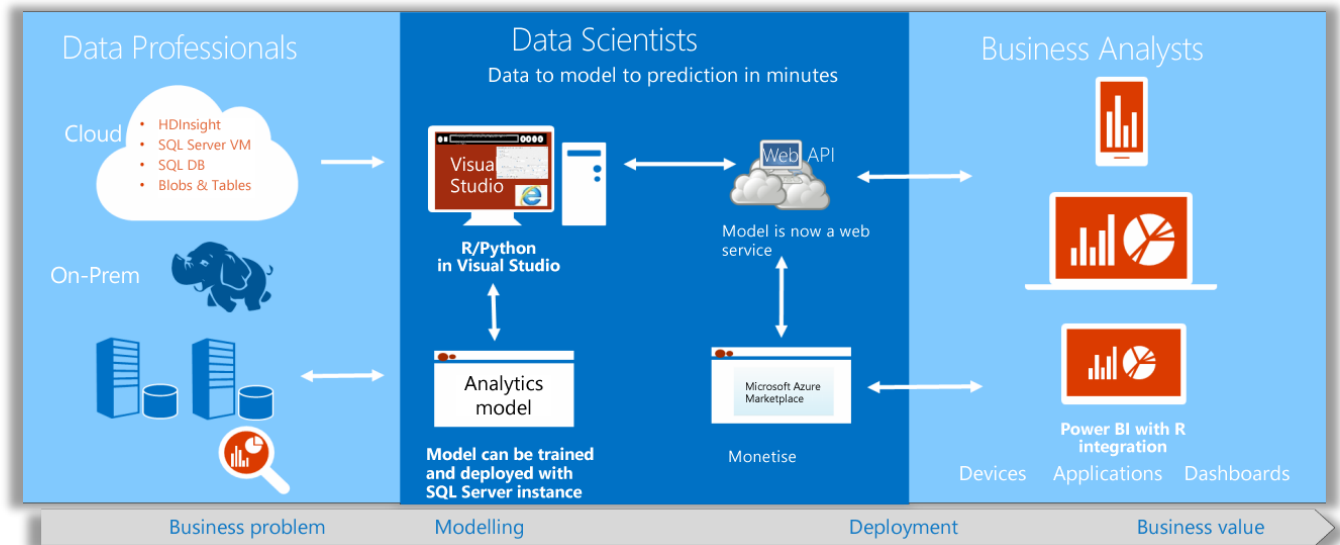 Data Professionals
Cloud
• HDInsight
• SQL Server VM
• SQL DB
• Blobs & Tables
On-Prem
Data Scientists
Data to model to prediction in minutes
Visua
Studio
R/Python
in Visual Studio
Web API
Model is now a web
service
Analytics
model
Model can be trained
and deployed with
SQL Server instance
Microsoft Azure
Marketplace
Monetise
Business Analysts
Power BI with R
integration
Devices Applications Dashboards
Business problem Modelling Deployment Business value